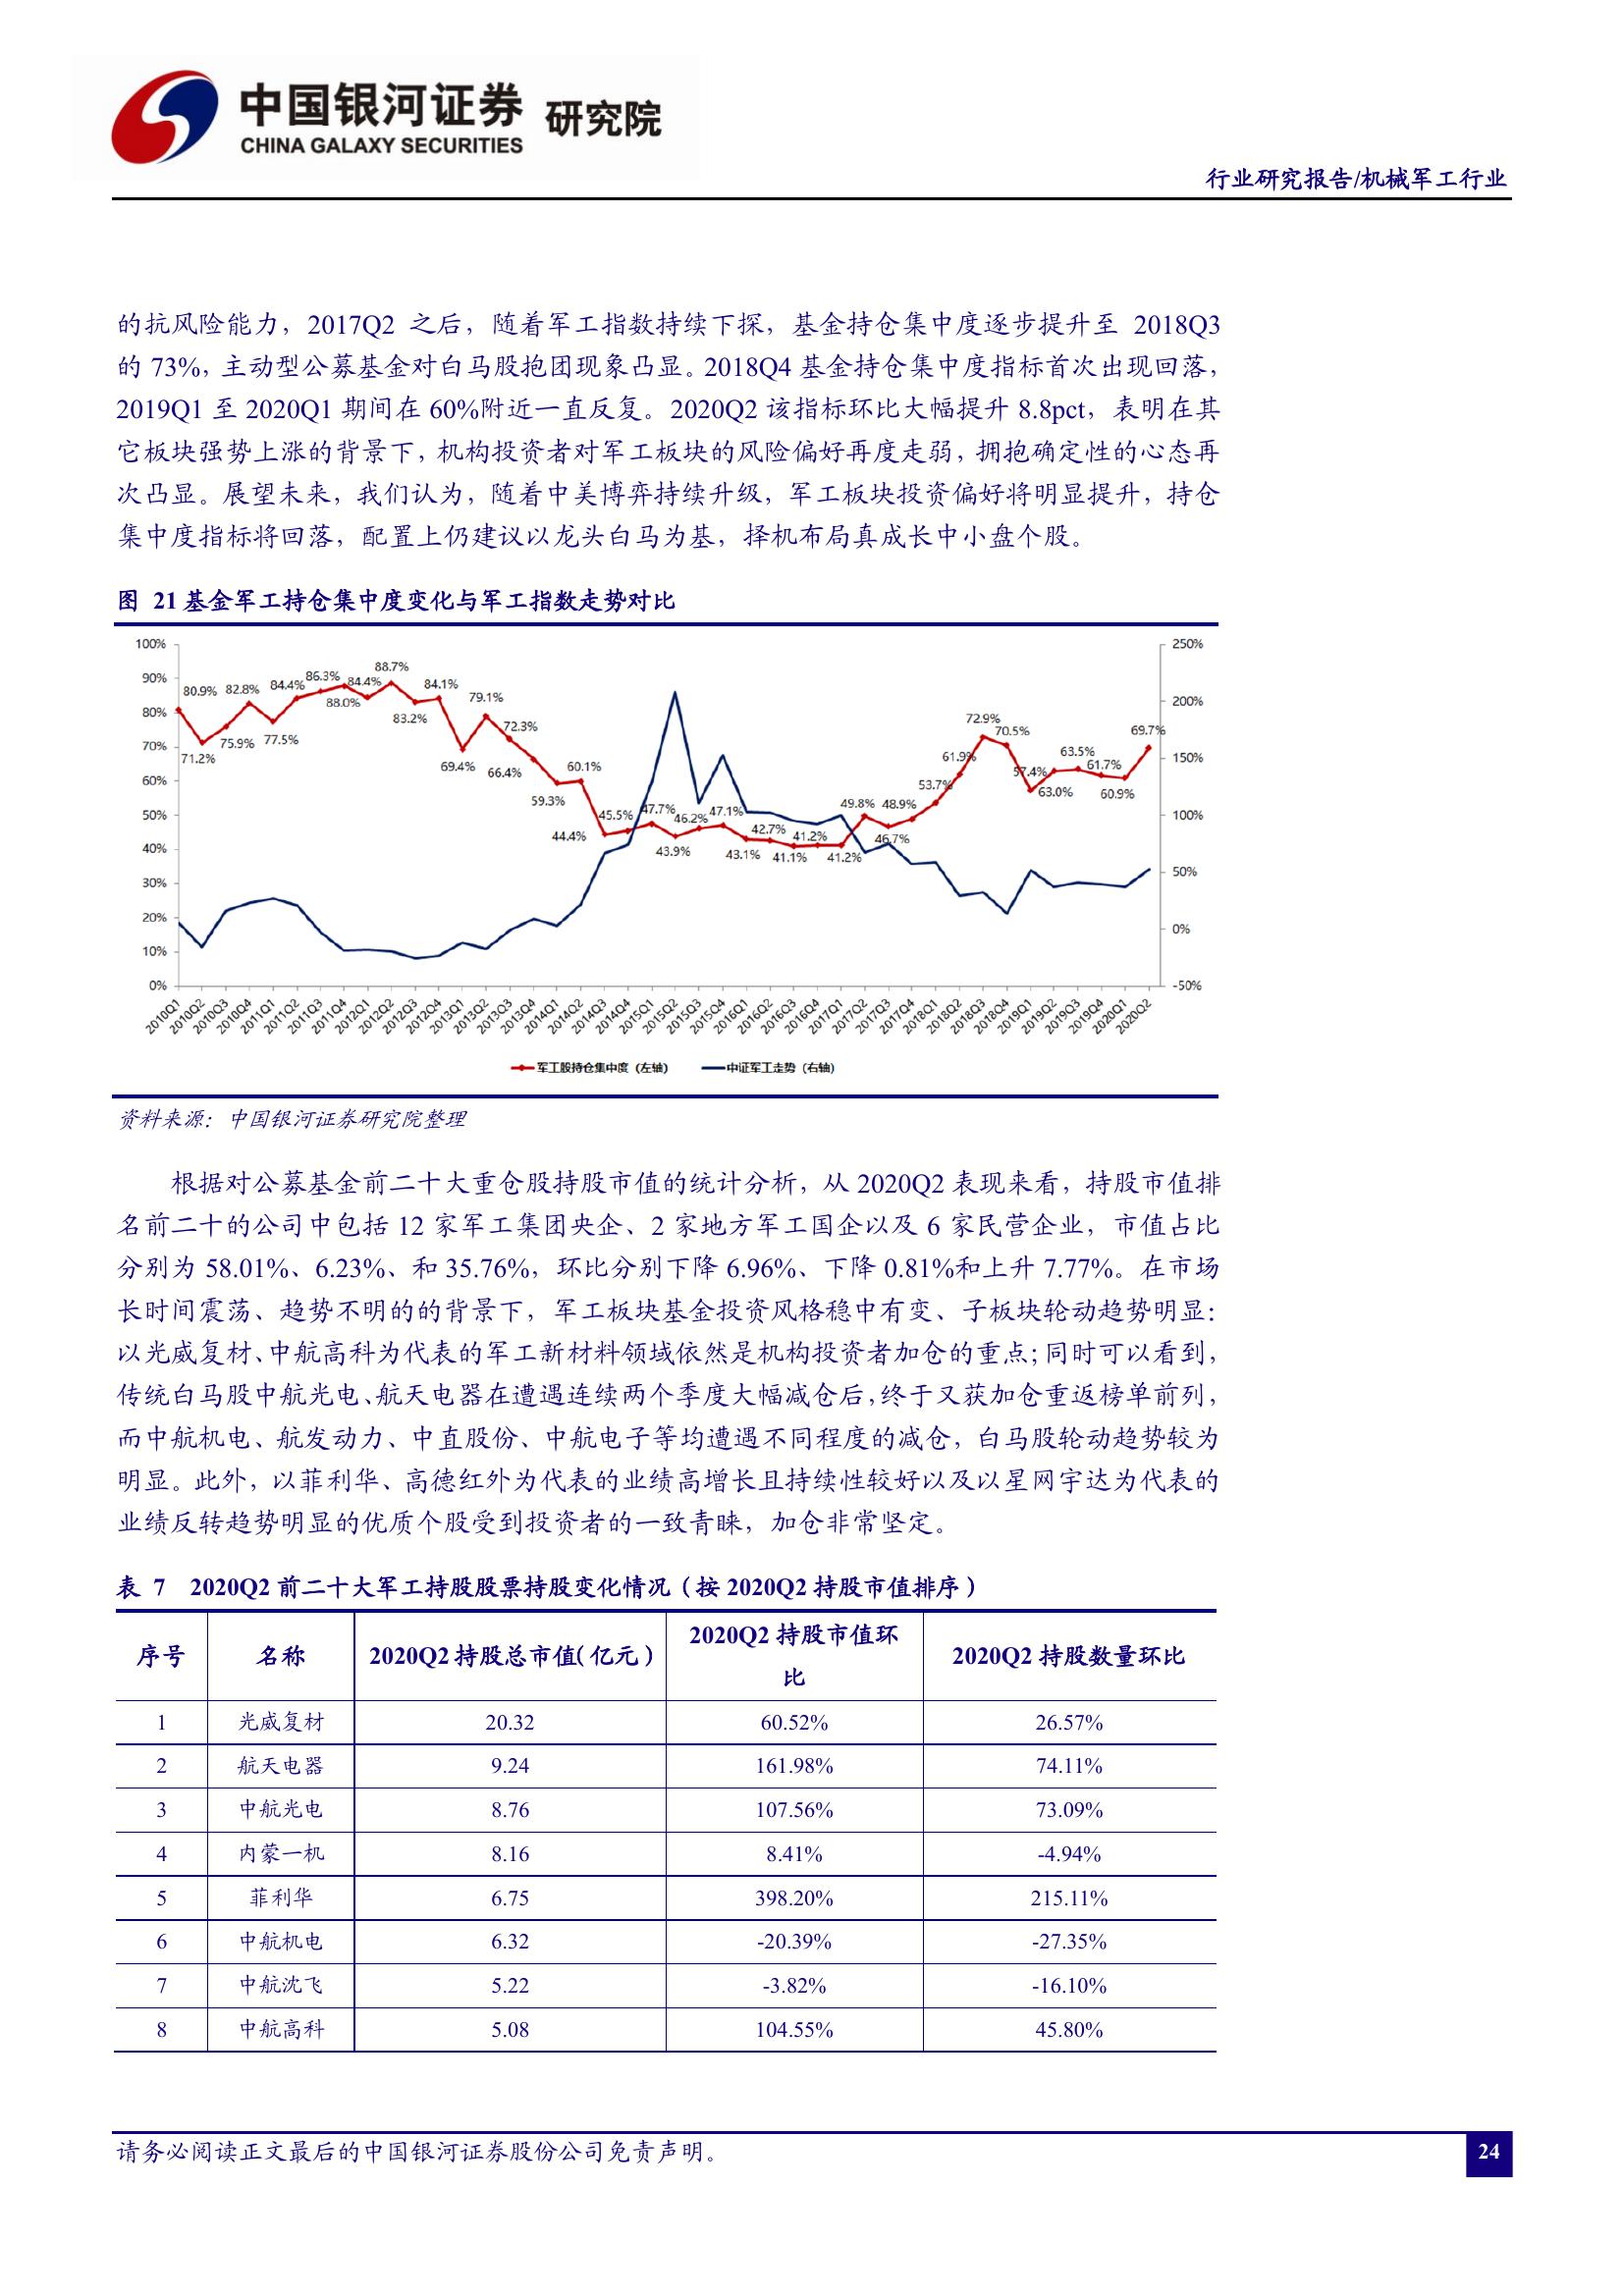 中国银河证券 研究院
CHINA GALAXY SECURITIES
行业研究报告/机械军工行业
的抗风险能力，2017Q2 之后，随着军工指数持续下探，基金持仓集中度逐步提升至 2018Q3
的 73%，主动型公募基金对白马股抱团现象凸显。2018Q4 基金持仓集中度指标首次出现回落，
2019Q1 至 2020Q1 期间在 60%附近一直反复。2020Q2 该指标环比大幅提升 8.8pct，表明在其
它板块强势上涨的背景下，机构投资者对军工板块的风险偏好再度走弱，拥抱确定性的心态再
次凸显。展望未来，我们认为，随着中美博弈持续升级，军工板块投资偏好将明显提升，持仓
集中度指标将回落，配置上仍建议以龙头白马为基，择机布局真成长中小盘个股。
图 21 基金军工持仓集中度变化与军工指数走势对比
100% 90% 80% 70% 60% 50% 40% 30% 20% 10% 0%
250% 200% 150% 100% 50% 0% -50%
80.9% 71.2% 75.9% 82.8% 77.5% 84.4% 86.3% 88.0% 84.4% 88.7% 83.2% 84.1% 69.4% 79.1% 72.3% 66.4% 59.3% 60.1% 44.4% 45.5% 47.7% 43.9% 46.2% 47.1% 43.1% 42.7% 41.1% 41.2% 41.2% 49.8% 46.7% 48.9% 53.7% 61.9% 72.9% 70.5% 57.4% 63.0% 63.5% 61.7% 60.9% 69.7%
2010Q1 2010Q2 2010Q3 2010Q4 2011Q1 2011Q2 2011Q3 2011Q4 2012Q1 2012Q2 2012Q3 2012Q4 2013Q1 2013Q2 2013Q3 2013Q4 2014Q1 2014Q2 2014Q3 2014Q4 2015Q1 2015Q2 2015Q3 2015Q4 2016Q1 2016Q2 2016Q3 2016Q4 2017Q1 2017Q2 2017Q3 2017Q4 2018Q1 2018Q2 2018Q3 2018Q4 2019Q1 2019Q2 2019Q3 2019Q4 2020Q1 2020Q2
军工股持仓集中度（左轴） 中证军工走势（右轴）
资料来源：中国银河证券研究院整理
根据对公募基金前二十大重仓股持股市值的统计分析，从 2020Q2 表现来看，持股市值排
名前二十的公司中包括 12 家军工集团央企、2 家地方军工国企以及 6 家民营企业，市值占比
分别为 58.01%、6.23%、和 35.76%，环比分别下降 6.96%、下降 0.81%和上升 7.77%。在市场
长时间震荡、趋势不明的的背景下，军工板块基金投资风格稳中有变、子板块轮动趋势明显：
以光威复材、中航高科为代表的军工新材料领域依然是机构投资者加仓的重点；同时可以看到，
传统白马股中航光电、航天电器在遭遇连续两个季度大幅减仓后，终于又获加仓重返榜单前列，
而中航机电、航发动力、中直股份、中航电子等均遭遇不同程度的减仓，白马股轮动趋势较为
明显。此外，以菲利华、高德红外为代表的业绩高增长且持续性较好以及以星网宇达为代表的
业绩反转趋势明显的优质个股受到投资者的一致青睐，加仓非常坚定。
表 7 2020Q2 前二十大军工持股股票持股变化情况（按 2020Q2 持股市值排序）
序号 名称 2020Q2 持股总市值（亿元） 2020Q2 持股市值环比 2020Q2 持股数量环比
1 光威复材 20.32 60.52% 26.57%
2 航天电器 9.24 161.98% 74.11%
3 中航光电 8.76 107.56% 73.09%
4 内蒙一机 8.16 8.41% -4.94%
5 菲利华 6.75 398.20% 215.11%
6 中航机电 6.32 -20.39% -27.35%
7 中航沈飞 5.22 -3.82% -16.10%
8 中航高科 5.08 104.55% 45.80%
请务必阅读正文最后的中国银河证券股份公司免责声明。
24